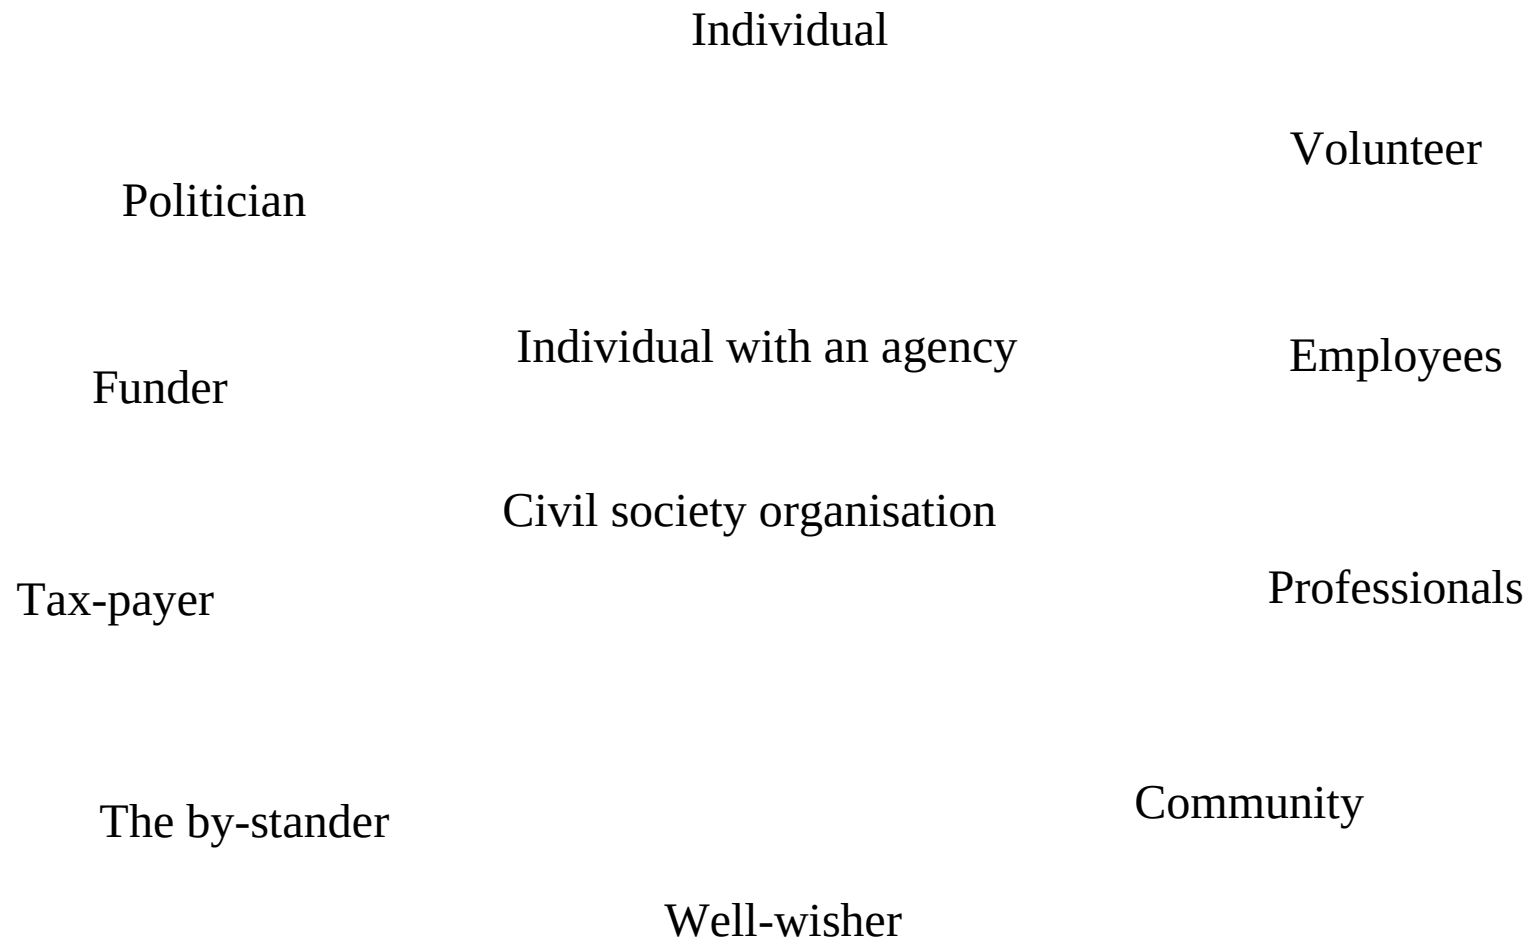 Individual
Volunteer
Politician
Individual with an agency
Employees
Funder
Civil society organisation
Professionals
Tax-payer
Community
The by-stander
Well-wisher